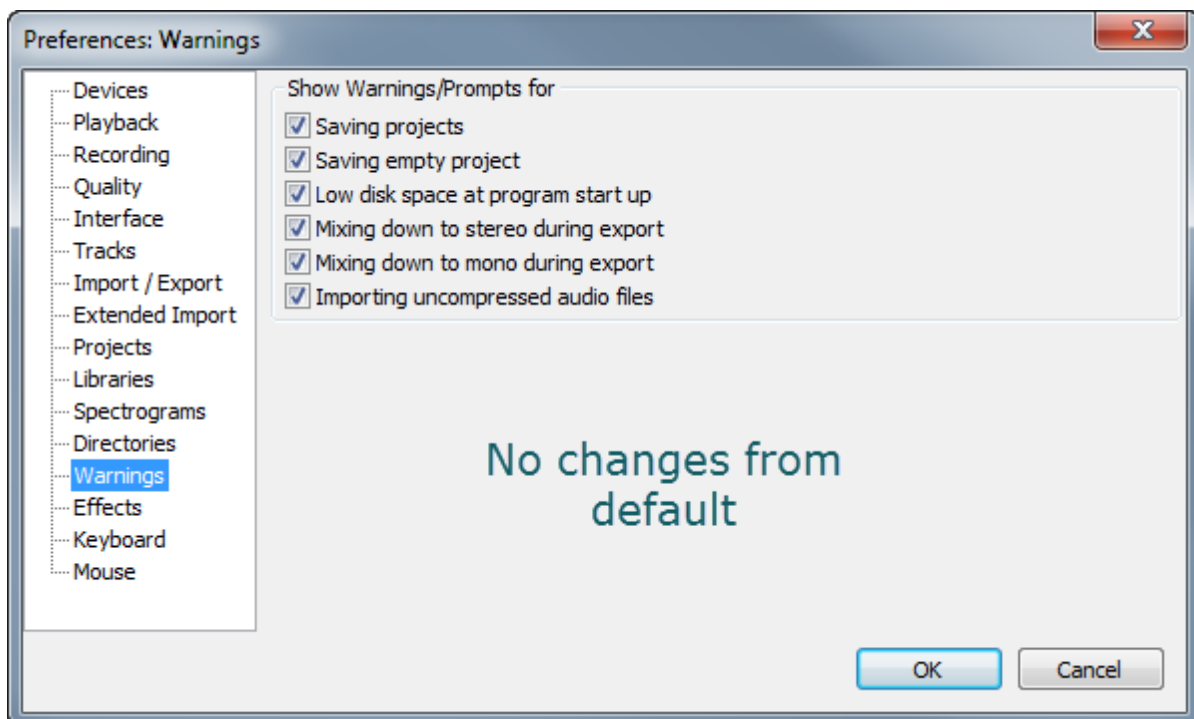 Preferences: Warnings
Devices
Playback
Recording
Quality
Interface
Tracks
Import / Export
Extended Import
Projects
Libraries
Spectrograms
Directories
Warnings
Effects
Keyboard
Mouse
Show Warnings/Prompts for
Saving projects
Saving empty project
Low disk space at program start up
Mixing down to stereo during export
Mixing down to mono during export
Importing uncompressed audio files
No changes from
default
OK
Cancel